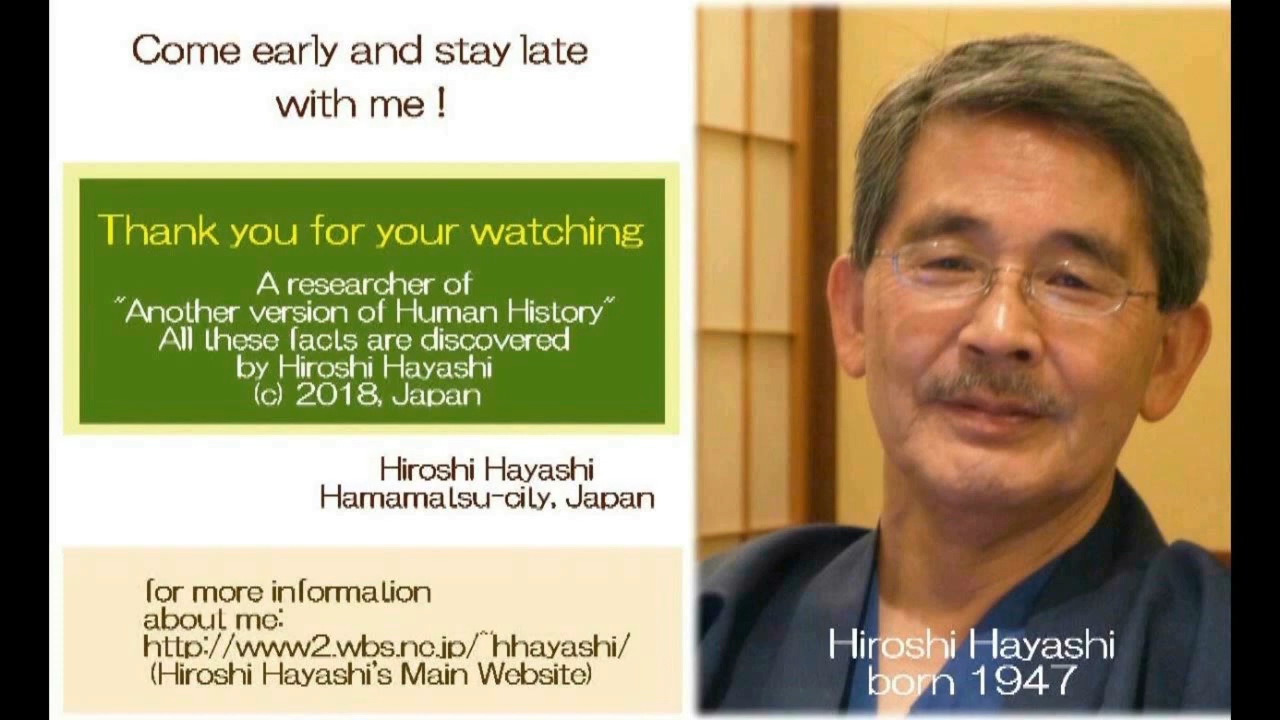 Come early and stay late
with me !
Thank you for your watching
A researcher of
"Another version of Human History"
All these facts are discovered
by Hiroshi Hayashi
(c) 2018, Japan
Hiroshi Hayashi
Hamamatsu-city, Japan
for more information
about me:
http://www2.wbs.ne.jp/~hhayashi/
(Hiroshi Hayashi's Main Website)
Hiroshi Hayashi
born 1947